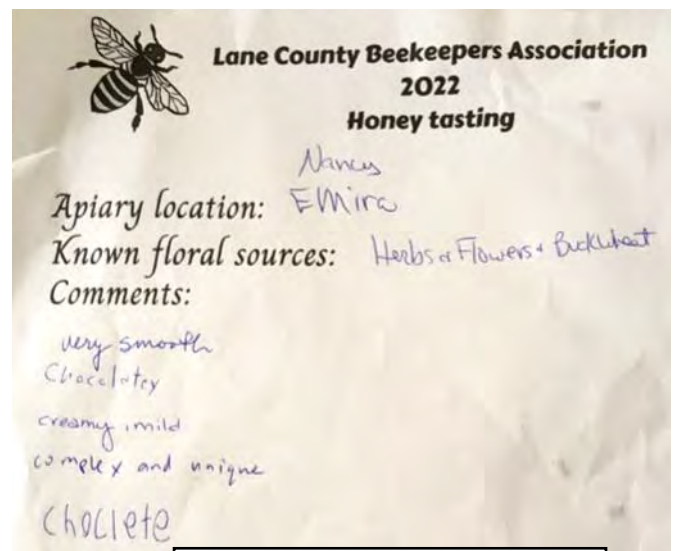 Lane County Beekeepers Association
2022
Honey tasting
Nancy
Apiary location: Elmira
Known floral sources: Herbs & Flowers + Buckwheat
Comments:
very smooth
Chocolatey
creamy, mild
complex and unique
Choclete